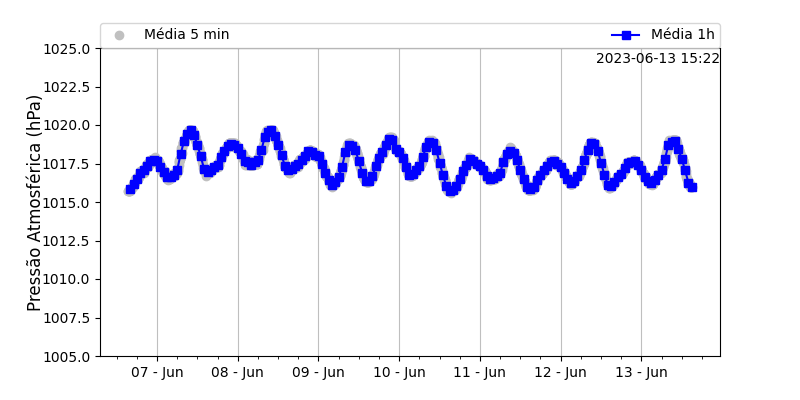 Média 5 min
Média 1h
2023-06-13 15:22
Pressão Atmosférica (hPa)
1025.0
1022.5
1020.0
1017.5
1015.0
1012.5
1010.0
1007.5
1005.0
07 - Jun
08 - Jun
09 - Jun
10 - Jun
11 - Jun
12 - Jun
13 - Jun